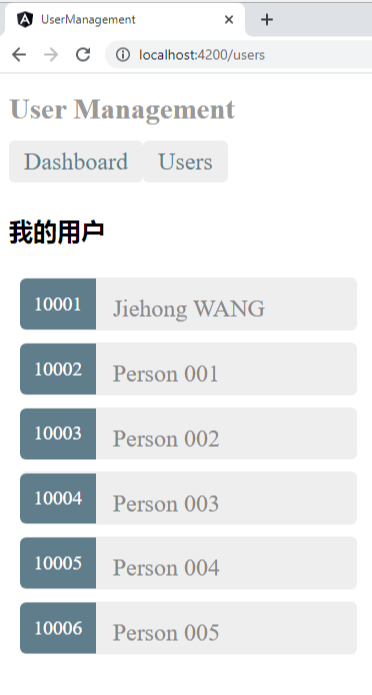 UserManagement
localhost:4200/users
User Management
Dashboard Users
我的用户
10001 Jiehong WANG
10002 Person 001
10003 Person 002
10004 Person 003
10005 Person 004
10006 Person 005